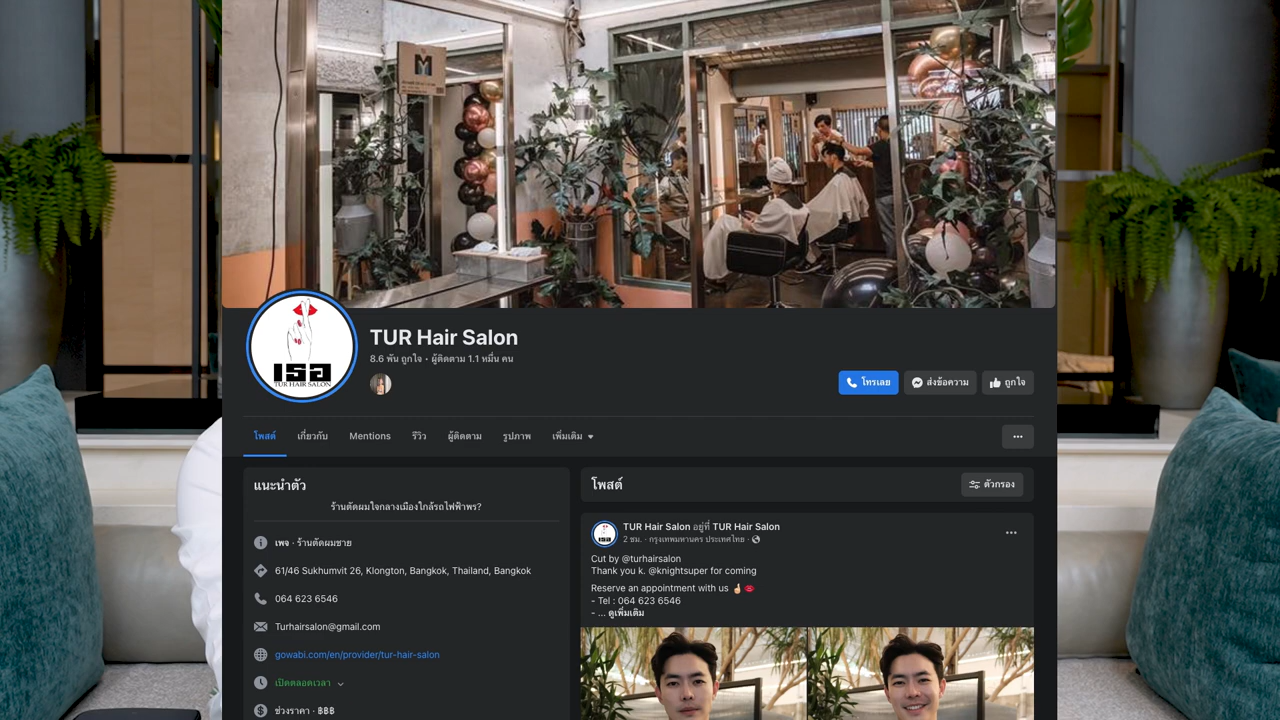 M
TUR Hair Salon
8.6 พัน ถูกใจ • ผู้ติดตาม 1.1 หมื่น คน
เธอ
TUR HAIR SALON
โทรเลย
ส่งข้อความ
ถูกใจ
โพสต์
เกี่ยวกับ
Mentions
รีวิว
ผู้ติดตาม
รูปภาพ
เพิ่มเติม
แนะนำตัว
ร้านตัดผมใจกลางเมืองใกล้รถไฟฟ้าพร?
เพจ · ร้านตัดผมชาย
61/46 Sukhumvit 26, Klongton, Bangkok, Thailand, Bangkok
064 623 6546
Turhairsalon@gmail.com
gowabi.com/en/provider/tur-hair-salon
เปิดตลอดเวลา
ช่วงราคา · ฿฿฿
โพสต์
ตัวกรอง
TUR Hair Salon อยู่ที่ TUR Hair Salon
2 ชม. · กรุงเทพมหานคร ประเทศไทย ·
Cut by @turhairsalon
Thank you k. @knightsuper for coming
Reserve an appointment with us
- Tel : 064 623 6546
- ... ดูเพิ่มเติม